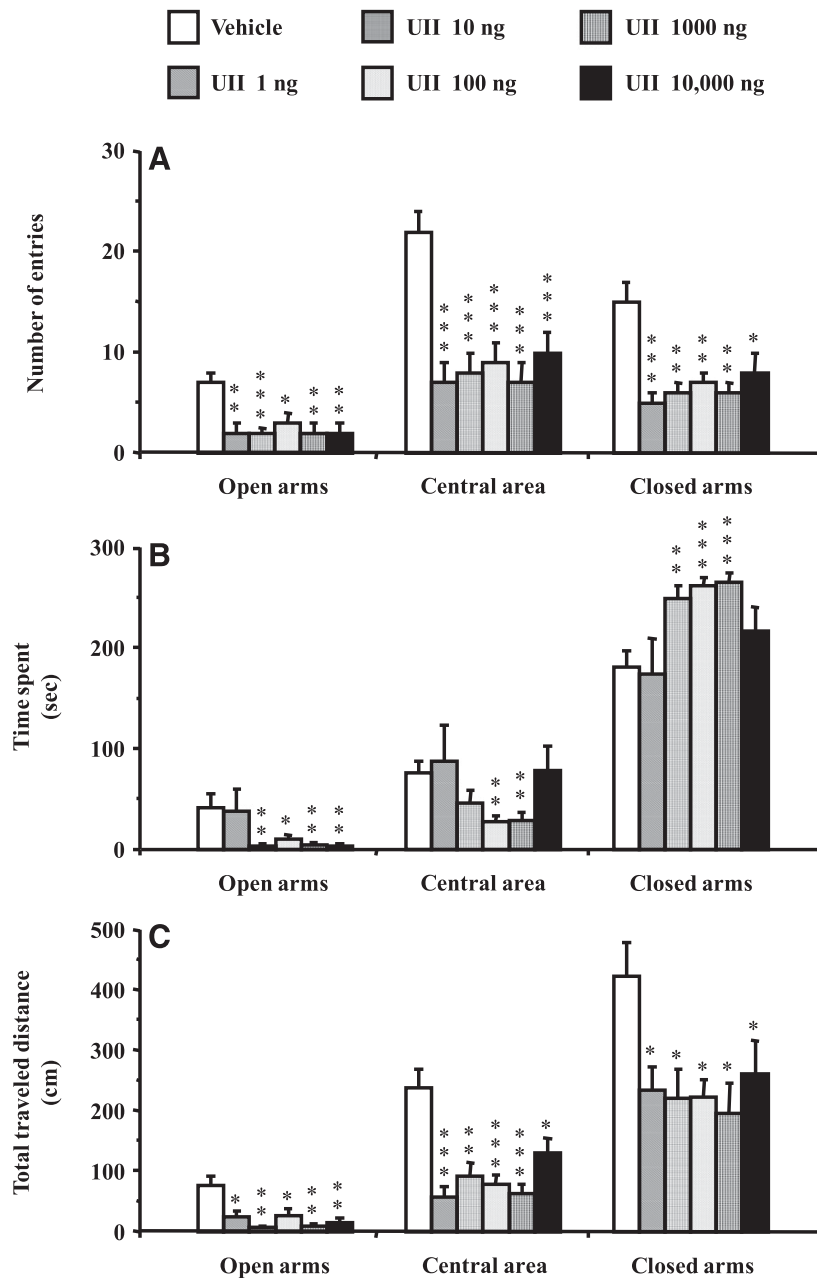 Vehicle UII 10 ng UII 1000 ng
UII 1 ng UII 100 ng UII 10,000 ng
A
Number of entries
30
20
10
0
* * * * * * * * * * * *
* * * * * * * * * * * * * * *
* * * * * * * * * *
Open arms Central area Closed arms
B
Time spent
(sec)
300
200
100
0
* * * * * * *
* * * *
* * * * * * * *
Open arms Central area Closed arms
C
Total traveled distance
(cm)
500
400
300
200
100
0
* * * * * * * *
* * * * * * * * * * * *
* * * * *
Open arms Central area Closed arms